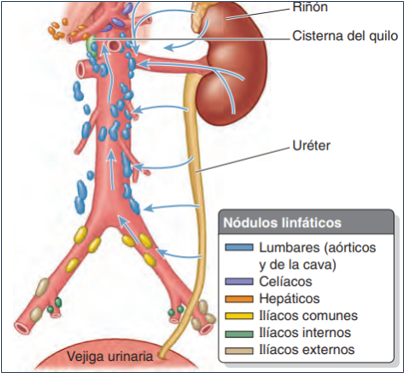 Riñón
Cisterna del quilo
Uréter
Nódulos linfáticos
Lumbares (aórticos
y de la cava)
Celíacos
Hepáticos
Ilíacos comunes
Ilíacos internos
Ilíacos externos
Vejiga urinaria